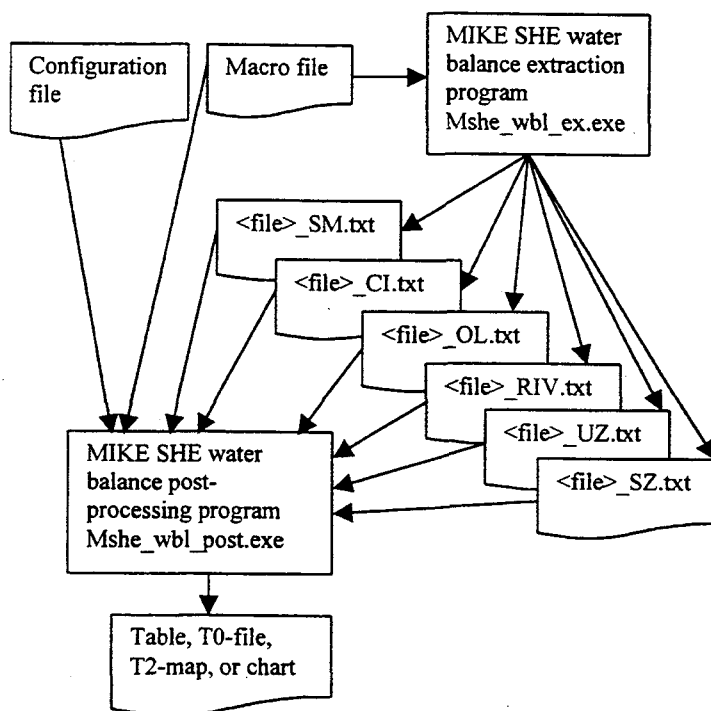 Configuration
file
Macro file
MIKE SHE water
balance extraction
program
Mshe_wbl_ex.exe
<file>_SM.txt
<file>_CI.txt
<file>_OL.txt
<file>_RIV.txt
<file>_UZ.txt
<file>_SZ.txt
MIKE SHE water
balance post-
processing program
Mshe_wbl_post.exe
Table, T0-file,
T2-map, or chart